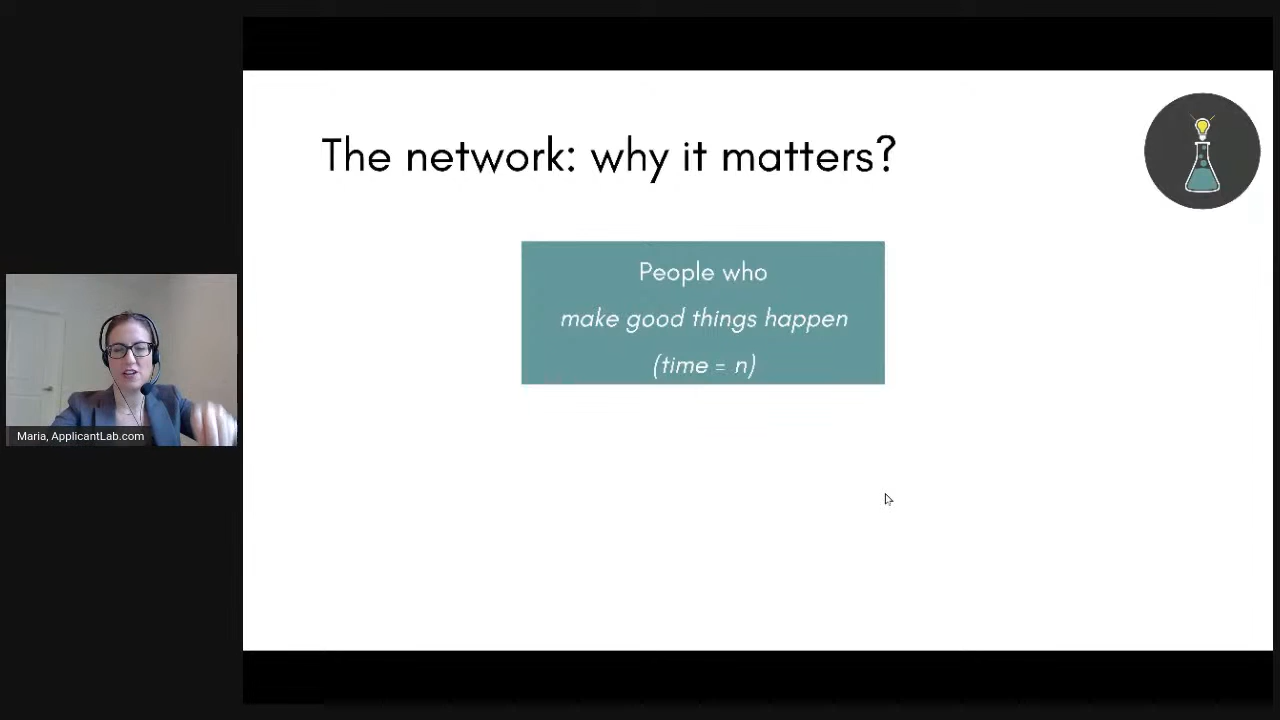 The network: why it matters?
People who
make good things happen
(time = n)
Maria, ApplicantLab.com